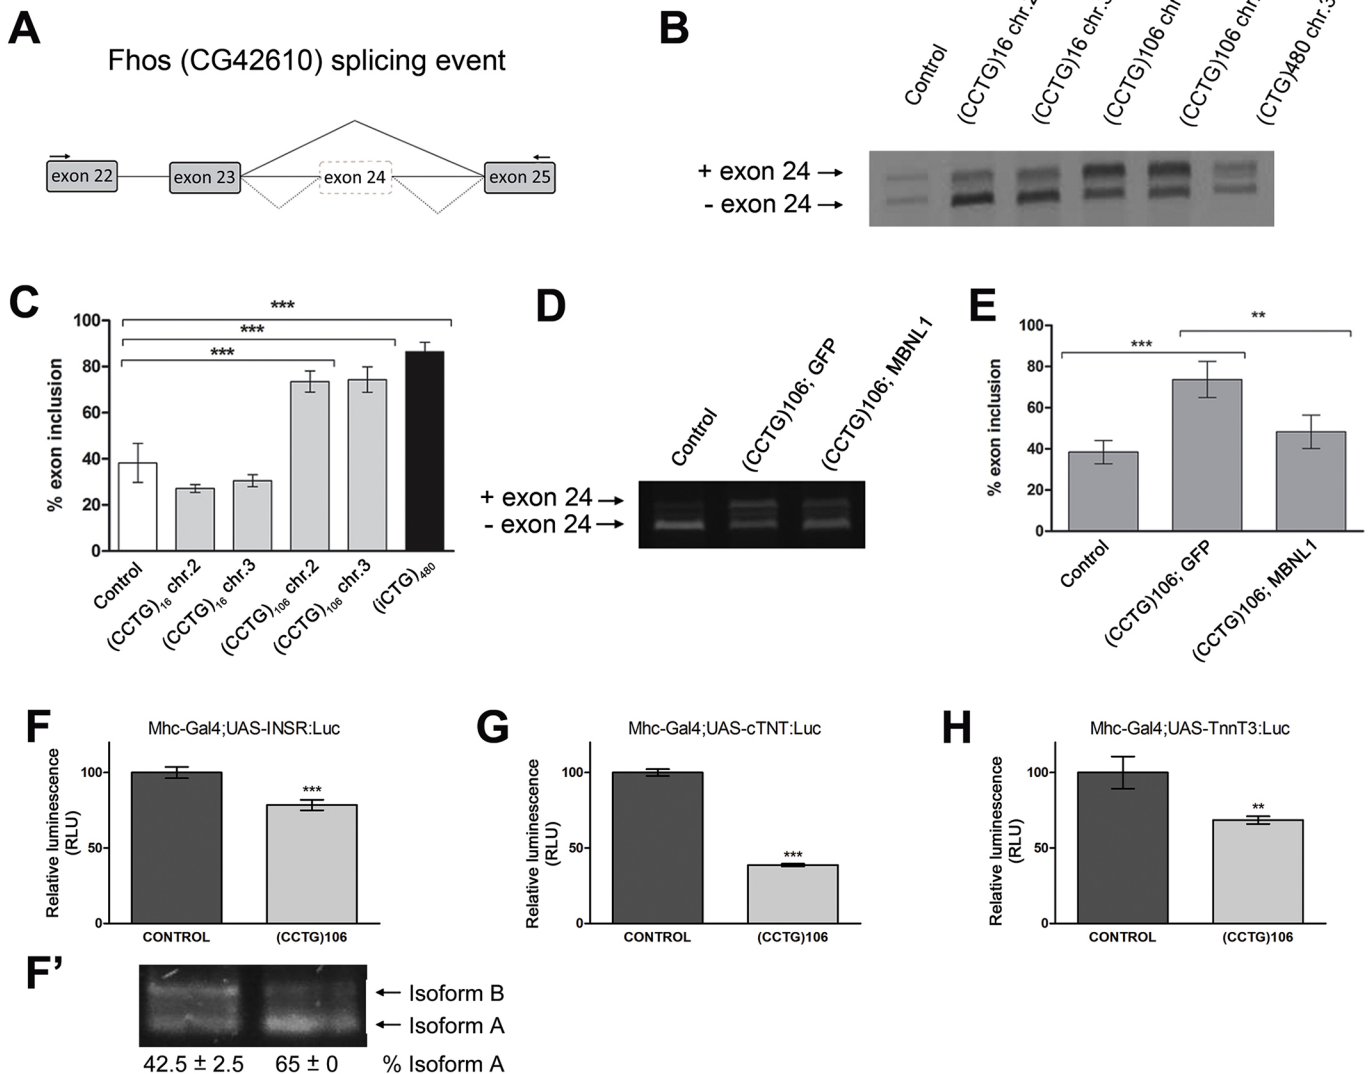 A
Fhos (CG42610) splicing event
exon 22
exon 23
exon 24
exon 25
B
Control
(CCTG)16 chr.2
(CCTG)16 chr.3
(CCTG)106 chr
(CCTG)106 chr.
(CTG)480 chr.3
+ exon 24
- exon 24
C
% exon inclusion
100
80
60
40
20
0
***
***
***
Control
(CCTG)16 chr.2
(CCTG)16 chr.3
(CCTG)106 chr.2
(CCTG)106 chr.3
(iCTG)480
D
Control
(CCTG)106; GFP
(CCTG)106; MBNL1
+ exon 24
- exon 24
E
% exon inclusion
100
80
60
40
20
0
***
**
Control
(CCTG)106; GFP
(CCTG)106; MBNL1
F
Mhc-Gal4;UAS-INSR:Luc
Relative luminescence
(RLU)
100
50
0
***
CONTROL
(CCTG)106
G
Mhc-Gal4;UAS-cTNT:Luc
Relative luminescence
(RLU)
100
50
0
***
CONTROL
(CCTG)106
H
Mhc-Gal4;UAS-TnnT3:Luc
Relative luminescence
(RLU)
100
50
0
**
CONTROL
(CCTG)106
F'
Isoform B
Isoform A
42.5 ± 2.5 65 ± 0 % Isoform A